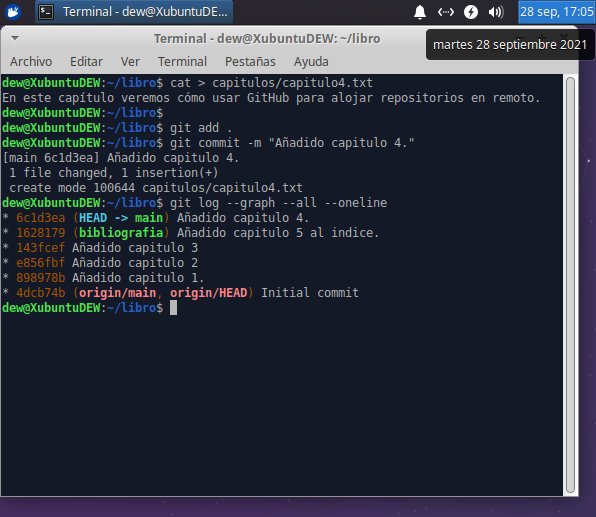 Terminal - dew@XubuntuDE...
28 sep, 17:05
Terminal - dew@XubuntuDEW: ~/libro
martes 28 septiembre 2021
Archivo Editar Ver Terminal Pestañas Ayuda
dew@XubuntuDEW:~/libro$ cat > capitulos/capitulo4.txt
En este capítulo veremos cómo usar GitHub para alojar repositorios en remoto.
dew@XubuntuDEW:~/libro$
dew@XubuntuDEW:~/libro$ git add .
dew@XubuntuDEW:~/libro$ git commit -m "Añadido capitulo 4."
[main 6c1d3ea] Añadido capitulo 4.
 1 file changed, 1 insertion(+)
 create mode 100644 capitulos/capitulo4.txt
dew@XubuntuDEW:~/libro$ git log --graph --all --oneline
* 6c1d3ea (HEAD -> main) Añadido capitulo 4.
* 1628179 (bibliografia) Añadido capitulo 5 al indice.
* 143fcef Añadido capitulo 3
* e856fbf Añadido capitulo 2
* 898978b Añadido capitulo 1.
* 4dcb74b (origin/main, origin/HEAD) Initial commit
dew@XubuntuDEW:~/libro$